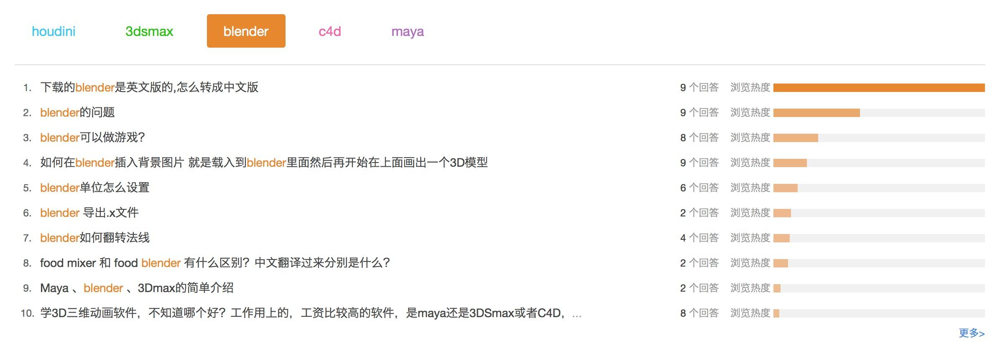 houdini 3dsmax blender c4d maya
1. 下载的blender是英文版的,怎么转成中文版 9 个回答 浏览热度
2. blender的问题 9 个回答 浏览热度
3. blender可以做游戏? 8 个回答 浏览热度
4. 如何在blender插入背景图片 就是载入到blender里面然后再开始在上面画出一个3D模型 9 个回答 浏览热度
5. blender单位怎么设置 6 个回答 浏览热度
6. blender 导出.x文件 2 个回答 浏览热度
7. blender如何翻转法线 4 个回答 浏览热度
8. food mixer 和 food blender 有什么区别？中文翻译过来分别是什么？ 2 个回答 浏览热度
9. Maya 、blender 、3Dmax的简单介绍 2 个回答 浏览热度
10. 学3D三维动画软件，不知道哪个好？工作用上的，工资比较高的软件，是maya还是3DSmax或者C4D，... 8 个回答 浏览热度
更多>